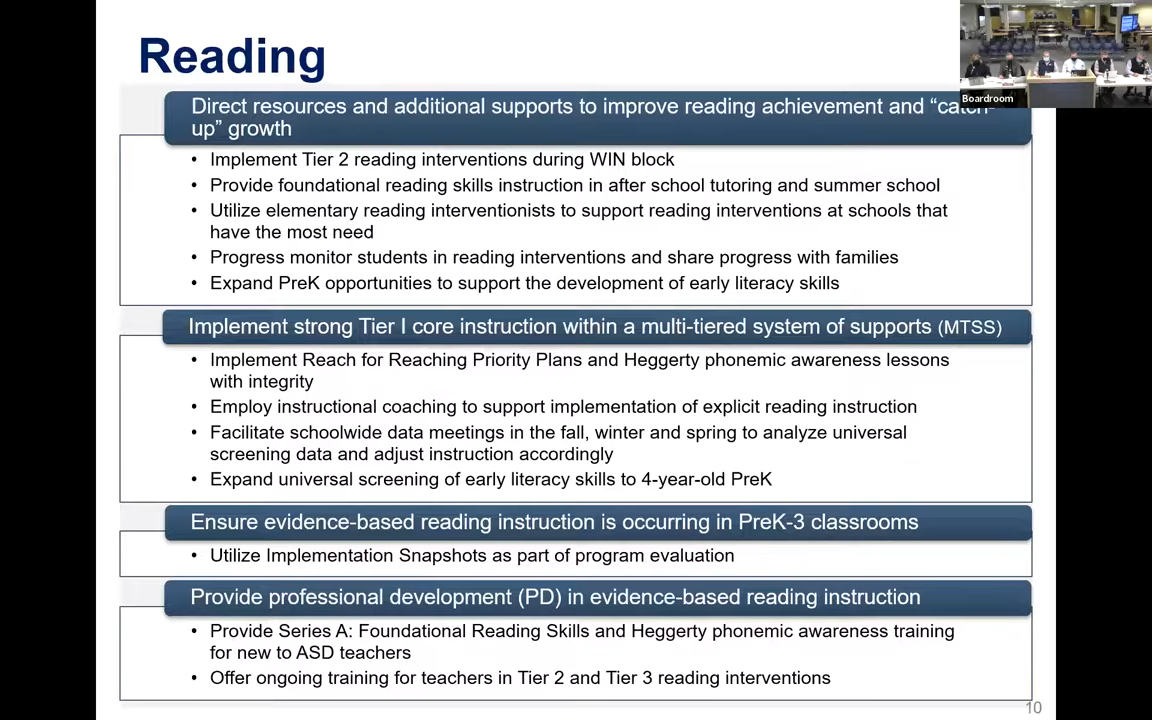 Reading
Direct resources and additional supports to improve reading achievement and “catch-
up” growth
• Implement Tier 2 reading interventions during WIN block
• Provide foundational reading skills instruction in after school tutoring and summer school
• Utilize elementary reading interventionists to support reading interventions at schools that
have the most need
• Progress monitor students in reading interventions and share progress with families
• Expand PreK opportunities to support the development of early literacy skills
Implement strong Tier I core instruction within a multi-tiered system of supports (MTSS)
• Implement Reach for Reaching Priority Plans and Heggerty phonemic awareness lessons
with integrity
• Employ instructional coaching to support implementation of explicit reading instruction
• Facilitate schoolwide data meetings in the fall, winter and spring to analyze universal
screening data and adjust instruction accordingly
• Expand universal screening of early literacy skills to 4-year-old PreK
Ensure evidence-based reading instruction is occurring in PreK-3 classrooms
• Utilize Implementation Snapshots as part of program evaluation
Provide professional development (PD) in evidence-based reading instruction
• Provide Series A: Foundational Reading Skills and Heggerty phonemic awareness training
for new to ASD teachers
• Offer ongoing training for teachers in Tier 2 and Tier 3 reading interventions
10
Boardroom